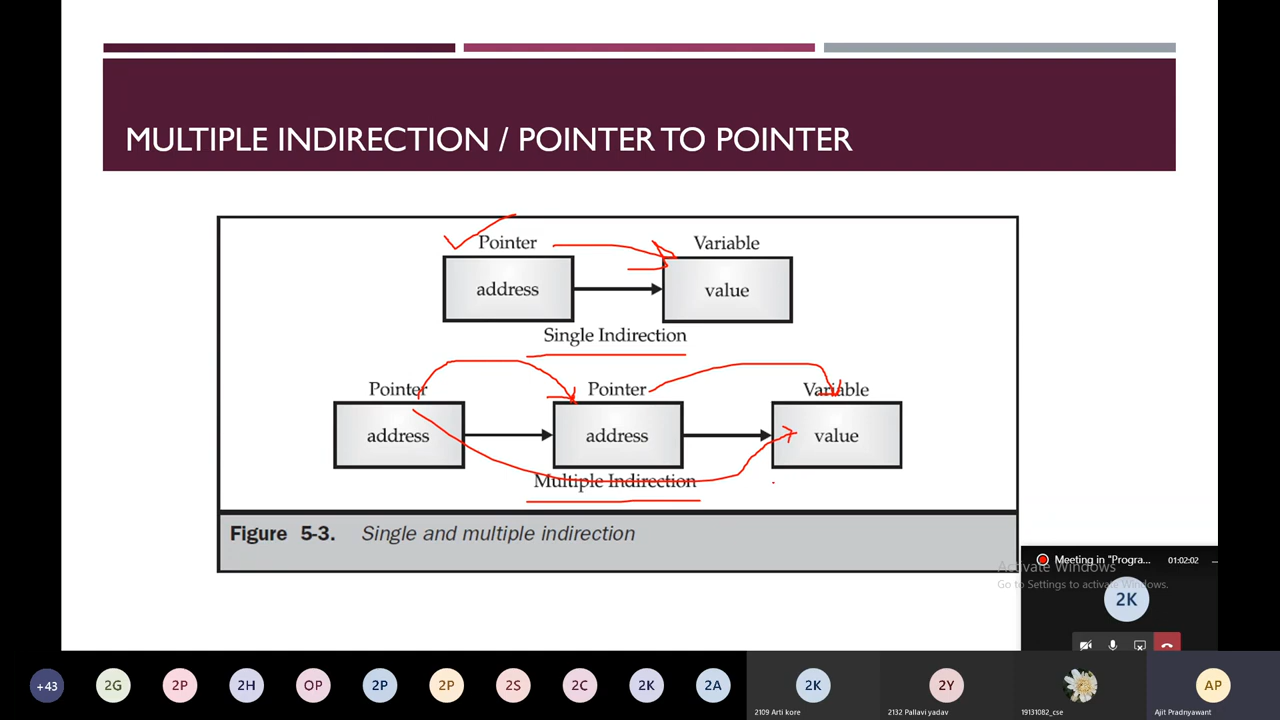 MULTIPLE INDIRECTION / POINTER TO POINTER
Pointer Variable
address value
Single Indirection
Pointer Pointer Variable
address address value
Multiple Indirection
Figure 5-3. Single and multiple indirection
Meeting in "Progra... 01:02:02
Activate Windows
Go to Settings to activate Windows.
2K
+43 2G 2P 2H OP 2P 2P 2S 2C 2K 2A 2K 2Y AP
2109 Arti kore 2132 Pallavi yadav 19131082_cse Ajit Pradnyawant